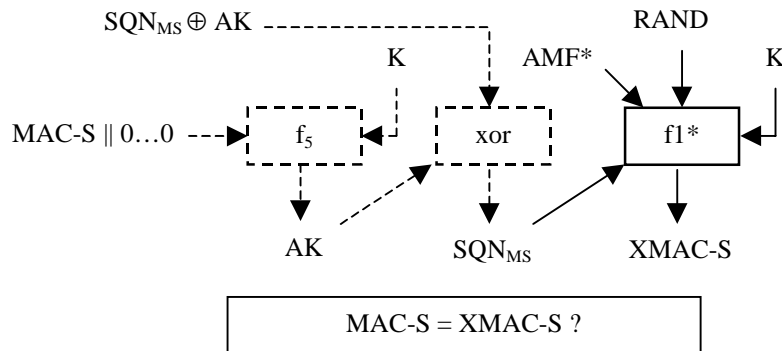 SQN_MS ⊕ AK
RAND
K
AMF*
K
MAC-S || 0…0
f_5
xor
f1*
AK
SQN_MS
XMAC-S
MAC-S = XMAC-S ?